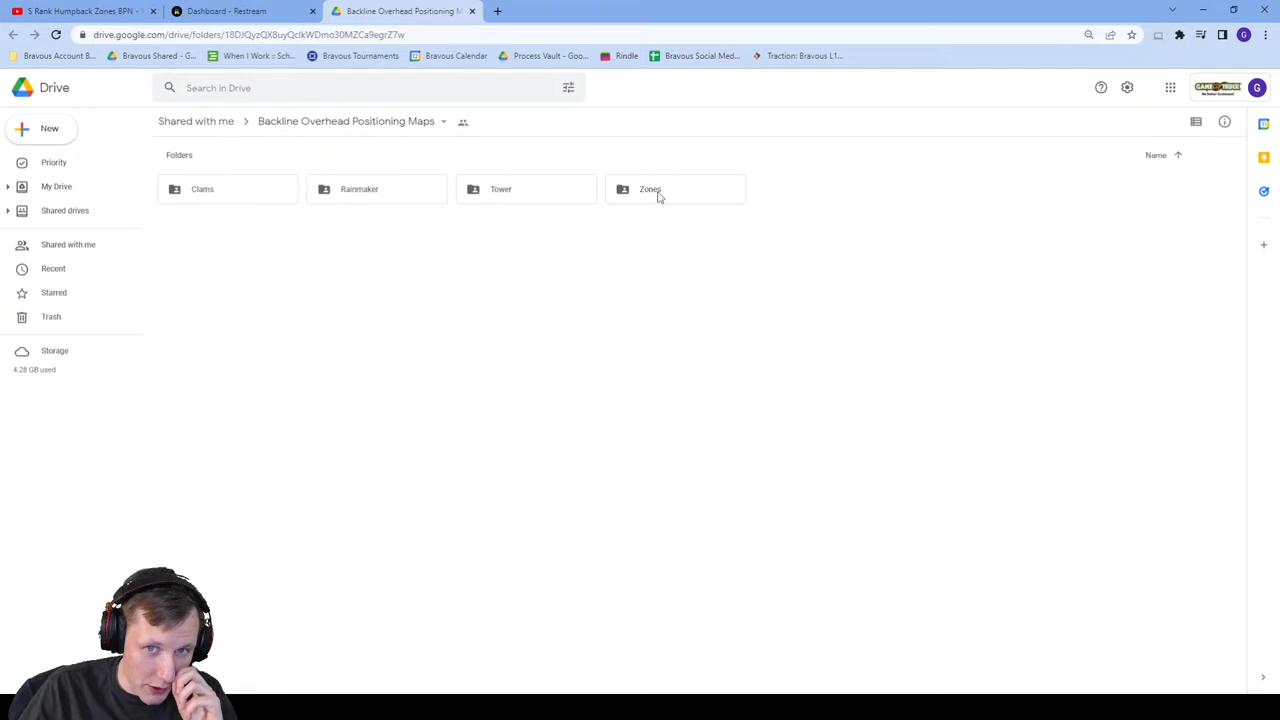 S Rank Humpback Zones BPN -
Dashboard - Restream
Backline Overhead Positioning M
drive.google.com/drive/folders/18DJQyzQX8uyQclkWDmo30MZCa9egrZ7w
G
Bravous Account B...
Bravous Shared - G...
When I Work :: Sch...
Bravous Tournaments
Bravous Calendar
Process Vault - Goo...
Rindle
Bravous Social Med...
Traction: Bravous L1...
Drive
Search in Drive
G
New
Shared with me
Backline Overhead Positioning Maps
Folders
Name
Priority
My Drive
Shared drives
Shared with me
Recent
Starred
Trash
Storage
4.28 GB used
Clams
Rainmaker
Tower
Zones